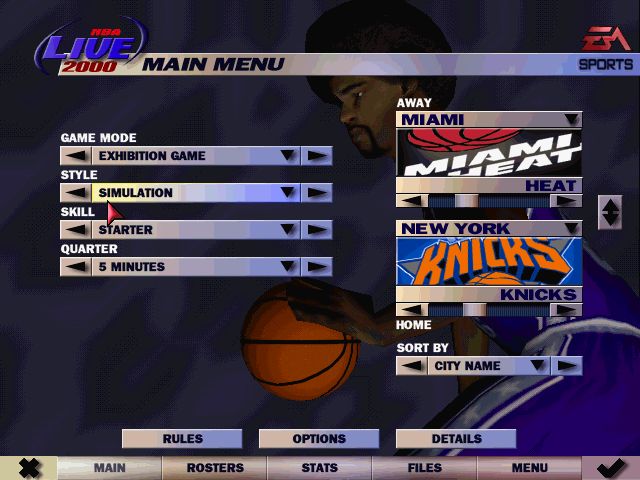 NBA
LIVE
2000
MAIN MENU
EA
SPORTS
GAME MODE
EXHIBITION GAME
STYLE
SIMULATION
SKILL
STARTER
QUARTER
5 MINUTES
AWAY
MIAMI
MIAMI
HEAT
HEAT
NEW YORK
KNICKS
KNICKS
HOME
SORT BY
CITY NAME
RULES
OPTIONS
DETAILS
MAIN
ROSTERS
STATS
FILES
MENU